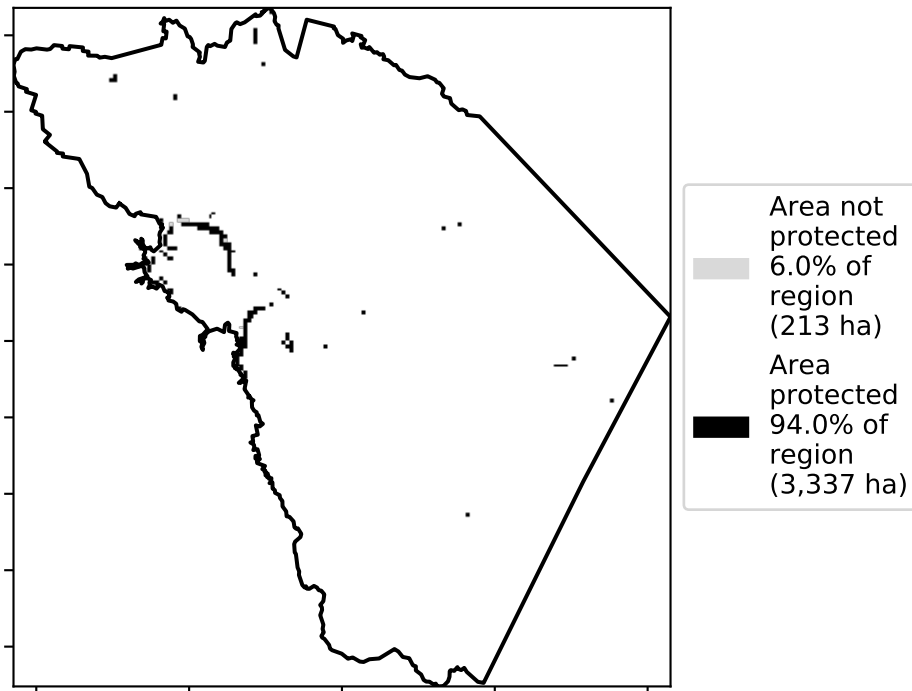 Area not
protected
6.0% of
region
(213 ha)
Area
protected
94.0% of
region
(3,337 ha)